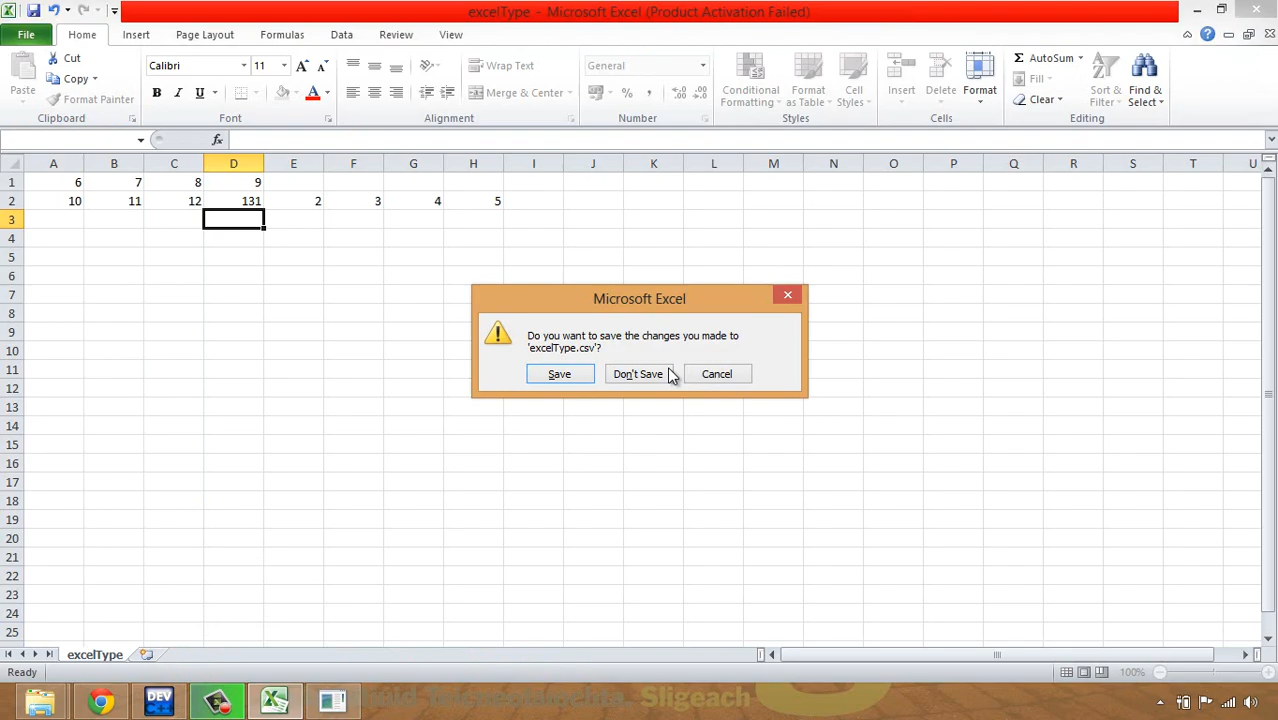 excelType - Microsoft Excel (Product Activation Failed)
File Home Insert Page Layout Formulas Data Review View
Paste
Cut
Copy
Format Painter
Clipboard
Calibri 11
B I U
Font
Wrap Text
Merge & Center
Alignment
General
%
Number
Conditional Formatting
Format as Table
Cell Styles
Styles
Insert Delete Format
Cells
Σ AutoSum
Fill
Clear
Sort & Filter
Find & Select
Editing
fx
A B C D E F G H I J K L M N O P Q R S T U
1 6 7 8 9
2 10 11 12 131 2 3 4 5
3
4
5
6
7
8
9
10
11
12
13
14
15
16
17
18
19
20
21
22
23
24
25
Microsoft Excel
Do you want to save the changes you made to
'excelType.csv'?
Save Don't Save Cancel
excelType
Ready 100%
DEV
Sligeach